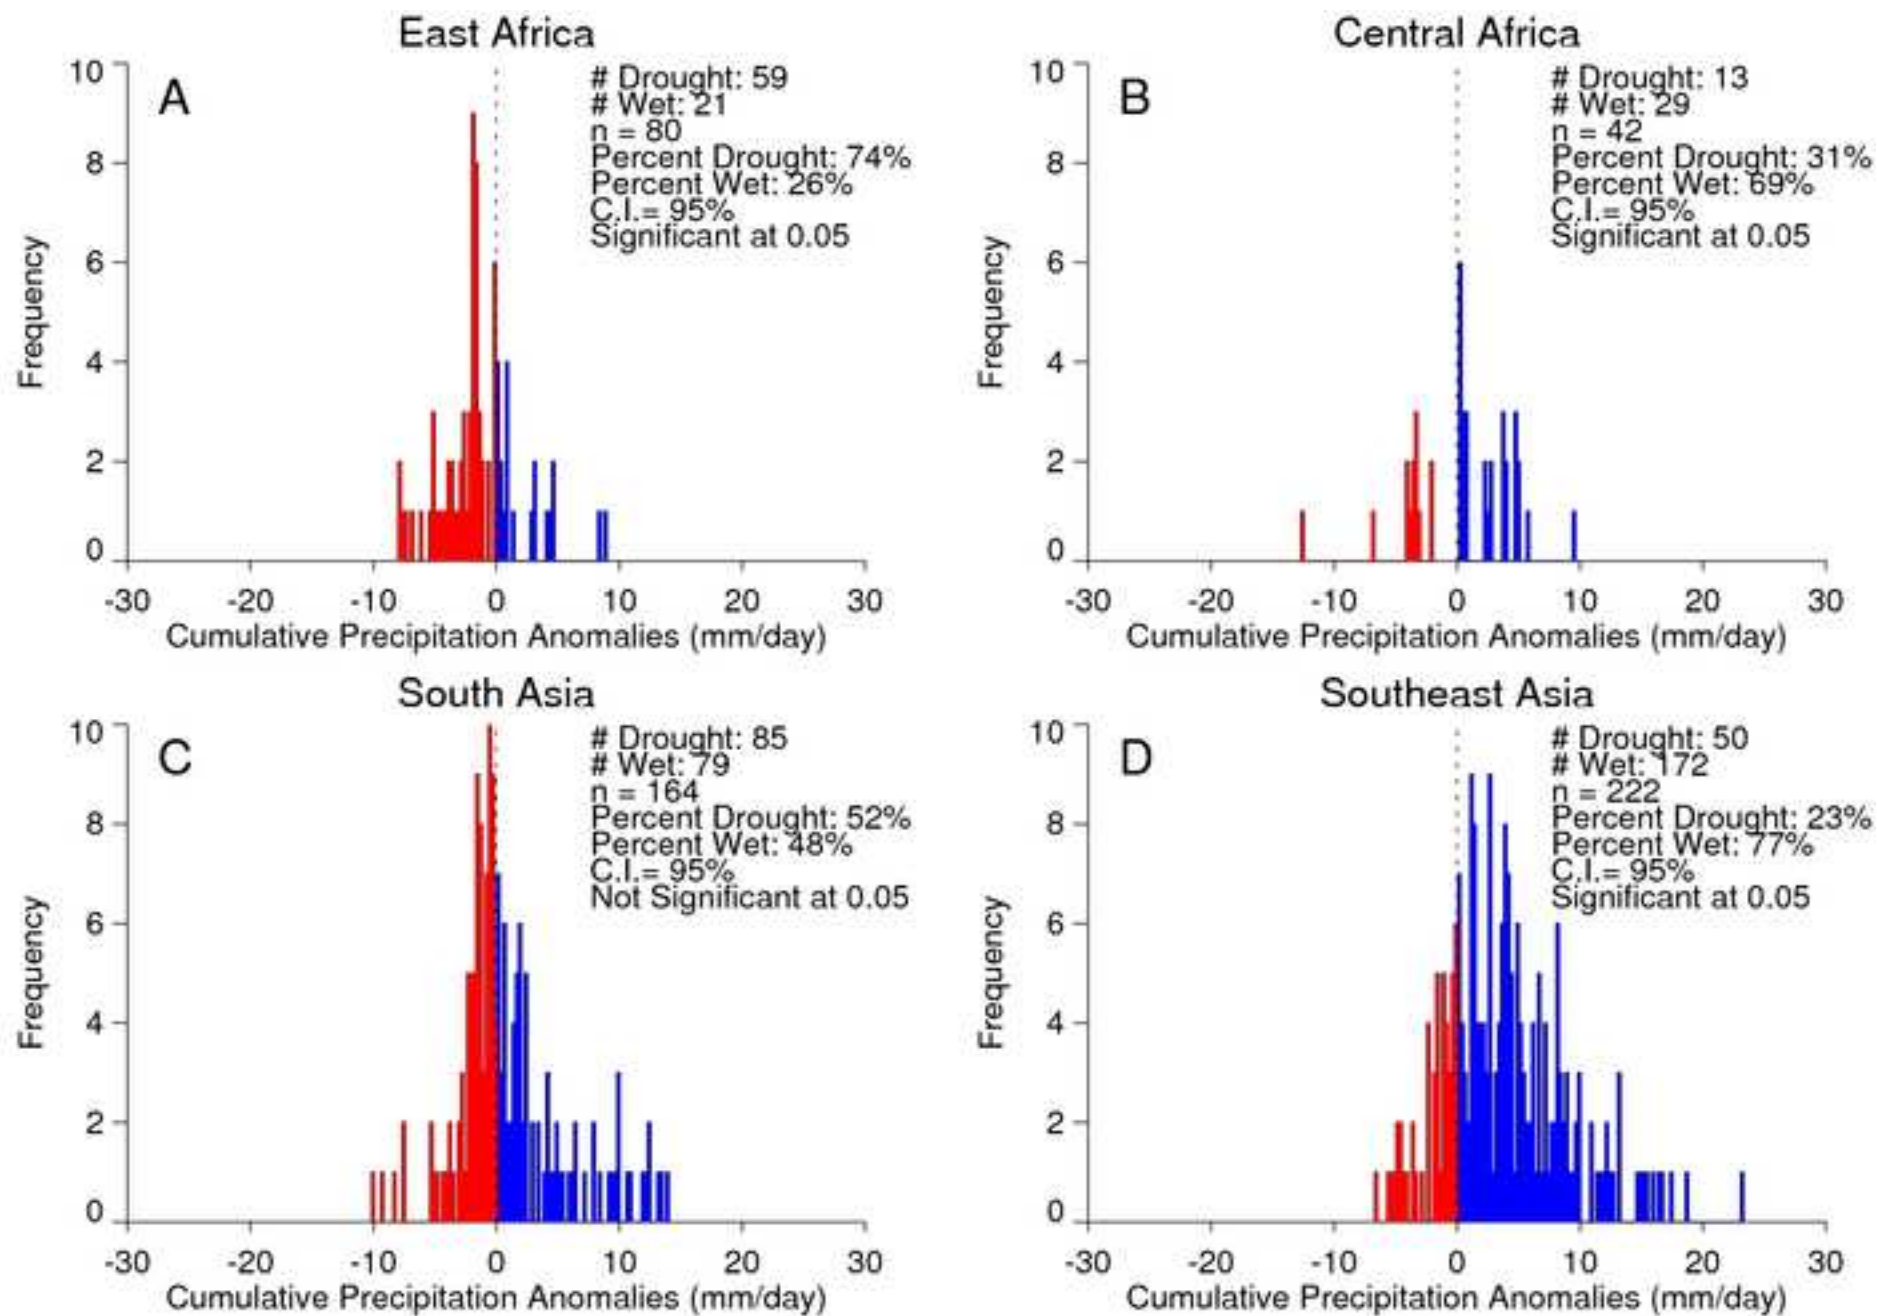 East Africa
A
# Drought: 59
# Wet: 21
n = 80
Percent Drought: 74%
Percent Wet: 26%
C.I.= 95%
Significant at 0.05
Frequency
10
8
6
4
2
0
-30 -20 -10 0 10 20 30
Cumulative Precipitation Anomalies (mm/day)
Central Africa
B
# Drought: 13
# Wet: 29
n = 42
Percent Drought: 31%
Percent Wet: 69%
C.I.= 95%
Significant at 0.05
Frequency
10
8
6
4
2
0
-30 -20 -10 0 10 20 30
Cumulative Precipitation Anomalies (mm/day)
South Asia
C
# Drought: 85
# Wet: 79
n = 164
Percent Drought: 52%
Percent Wet: 48%
C.I.= 95%
Not Significant at 0.05
Frequency
10
8
6
4
2
0
-30 -20 -10 0 10 20 30
Cumulative Precipitation Anomalies (mm/day)
Southeast Asia
D
# Drought: 50
# Wet: 172
n = 222
Percent Drought: 23%
Percent Wet: 77%
C.I.= 95%
Significant at 0.05
Frequency
10
8
6
4
2
0
-30 -20 -10 0 10 20 30
Cumulative Precipitation Anomalies (mm/day)